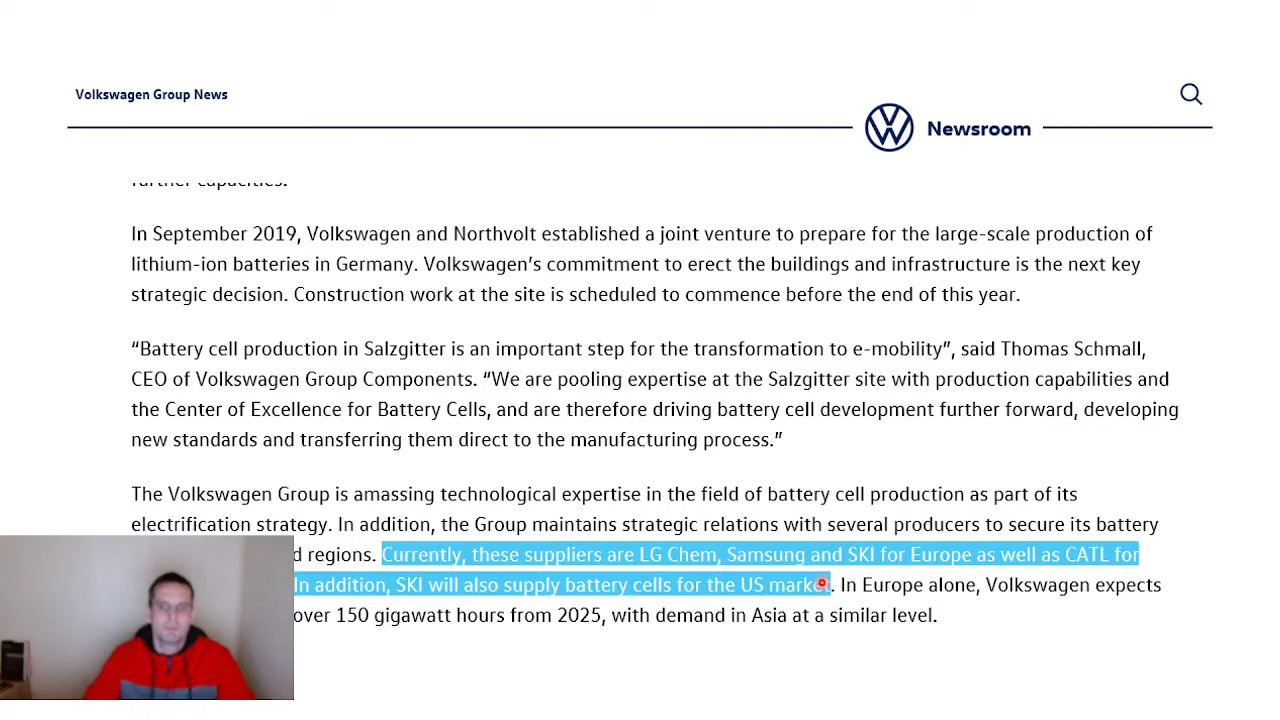 Volkswagen Group News
Newsroom
further capacities.
In September 2019, Volkswagen and Northvolt established a joint venture to prepare for the large-scale production of
lithium-ion batteries in Germany. Volkswagen’s commitment to erect the buildings and infrastructure is the next key
strategic decision. Construction work at the site is scheduled to commence before the end of this year.
“Battery cell production in Salzgitter is an important step for the transformation to e-mobility”, said Thomas Schmall,
CEO of Volkswagen Group Components. “We are pooling expertise at the Salzgitter site with production capabilities and
the Center of Excellence for Battery Cells, and are therefore driving battery cell development further forward, developing
new standards and transferring them direct to the manufacturing process.”
The Volkswagen Group is amassing technological expertise in the field of battery cell production as part of its
electrification strategy. In addition, the Group maintains strategic relations with several producers to secure its battery
d regions. Currently, these suppliers are LG Chem, Samsung and SKI for Europe as well as CATL for
In addition, SKI will also supply battery cells for the US market. In Europe alone, Volkswagen expects
over 150 gigawatt hours from 2025, with demand in Asia at a similar level.